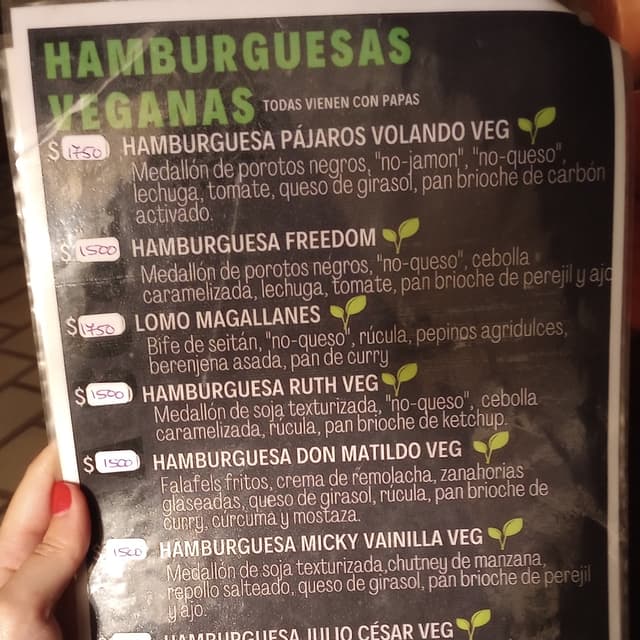 HAMBURGUESAS
VEGANAS TODAS VIENEN CON PAPAS
$ 1750 HAMBURGUESA PÁJAROS VOLANDO VEG
Medallón de porotos negros, "no-jamon", "no-queso",
lechuga, tomate, queso de girasol, pan brioche de carbón
activado.
$ 1500 HAMBURGUESA FREEDOM
Medallón de porotos negros, "no-queso", cebolla
caramelizada, lechuga, tomate, pan brioche de perejil y ajo
$ 1750 LOMO MAGALLANES
Bife de seitán, "no-queso", rúcula, pepinos agridulces,
berenjena asada, pan de curry
$ 1500 HAMBURGUESA RUTH VEG
Medallón de soja texturizada, "no-queso", cebolla
caramelizada, rúcula, pan brioche de ketchup.
$ 1500 HAMBURGUESA DON MATILDO VEG
Falafels fritos, crema de remolacha, zanahorias
glaseadas, queso de girasol, rucula, pan brioche de
curry, cúrcuma y mostaza.
1500 HAMBURGUESA MICKY VAINILLA VEG
Medallón de soja texturizada,chutney de manzana,
repollo salteado, queso de girasol, pan brioche de perejil
y ajo.
HAMBURGUESA JULIO CÉSAR VEG